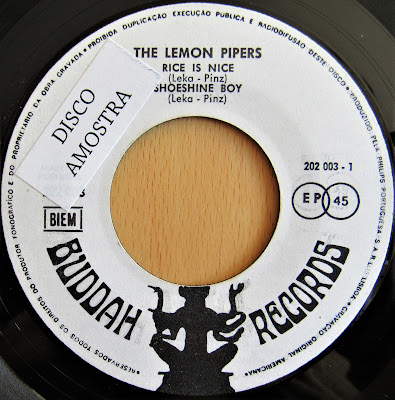 THE LEMON PIPERS
RICE IS NICE
(Leka - Pinz)
SHOESHINE BOY
(Leka - Pinz)
DISCO
AMOSTRA
202 003 - 1
BIEM
EP 45
BUDDAH RECORDS
RESERVADOS TODOS OS DIREITOS DO PRODUTOR FONOGRÁFICO E DO PROPRIETÁRIO DA OBRA GRAVADA • PROIBIDA DUPLICAÇÃO EXECUÇÃO PÚBLICA E RADIODIFUSÃO DESTE DISCO • PRODUZIDO PELA PHILIPS PORTUGUESA S.A.R.L. LISBOA • GRAVAÇÃO ORIGINAL AMERICANA •